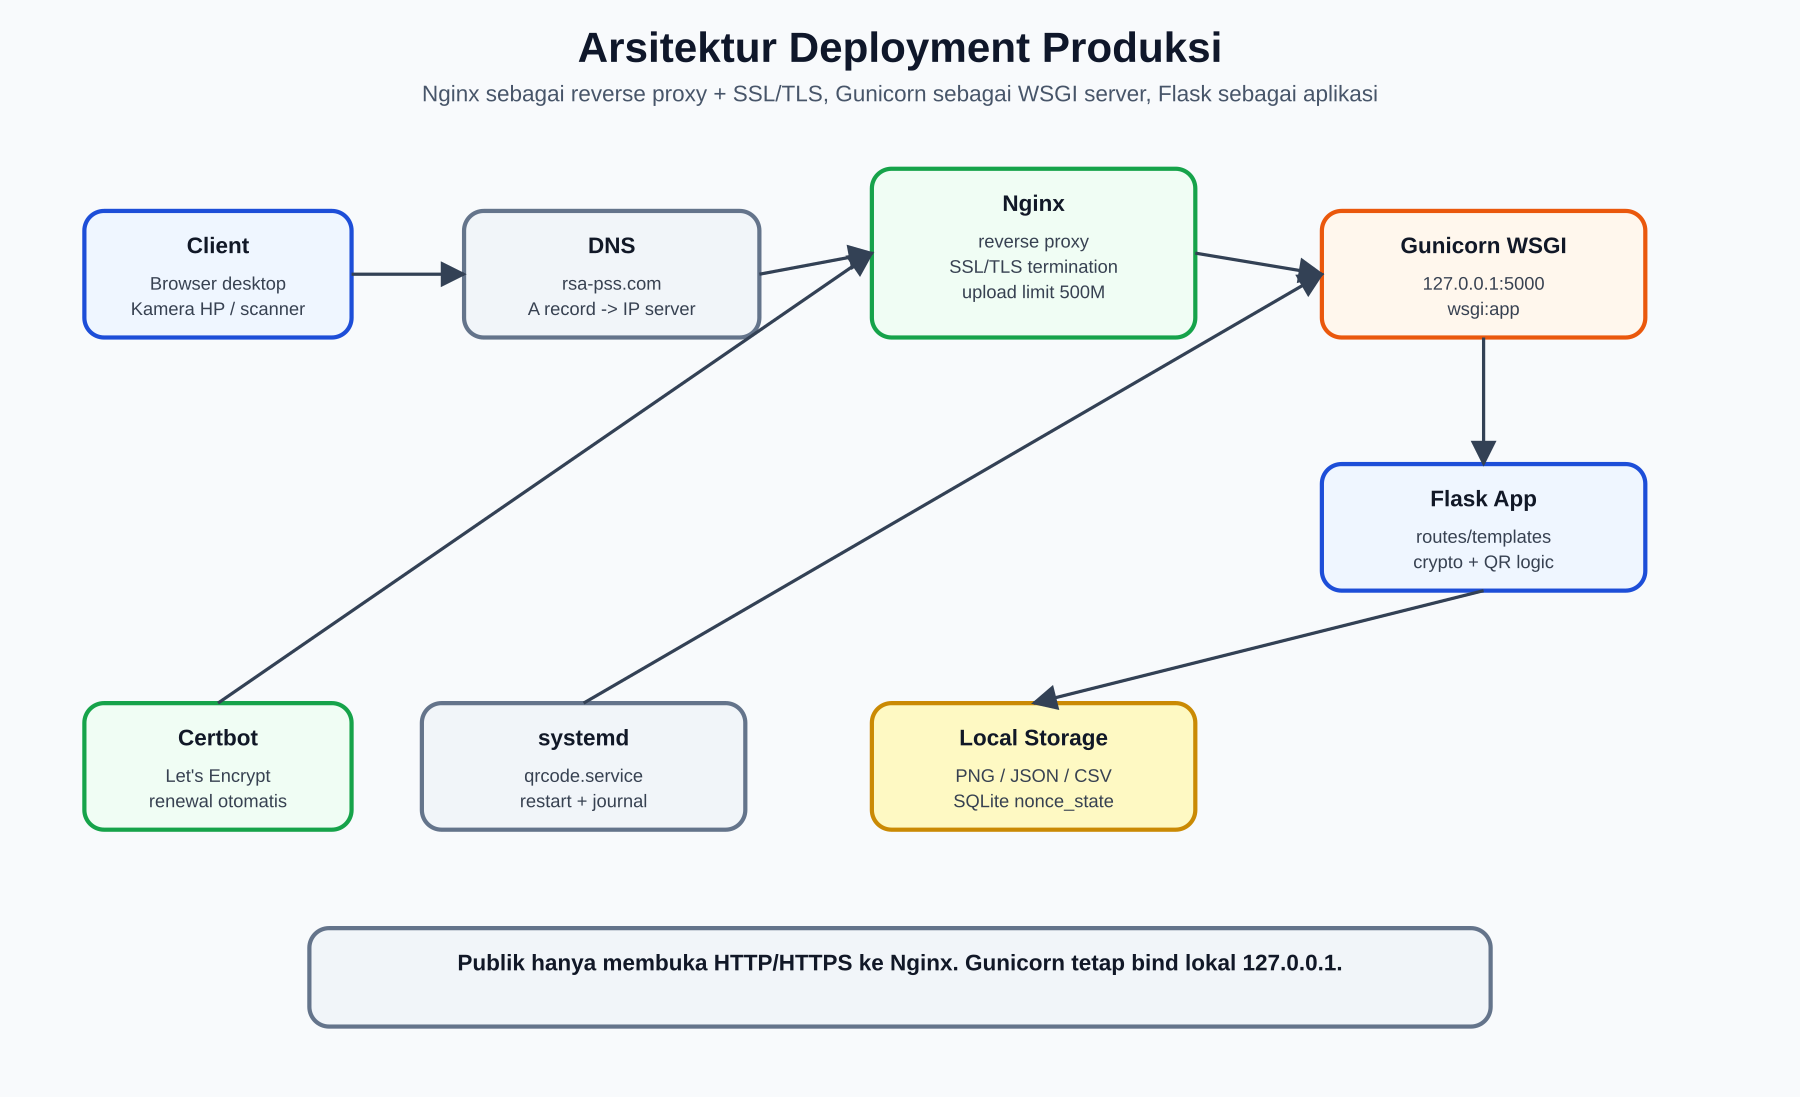 Arsitektur Deployment Produksi
Nginx sebagai reverse proxy + SSL/TLS, Gunicorn sebagai WSGI server, Flask sebagai aplikasi
Client
Browser desktop
Kamera HP / scanner
DNS
rsa-pss.com
A record -> IP server
Nginx
reverse proxy
SSL/TLS termination
upload limit 500M
Gunicorn WSGI
127.0.0.1:5000
wsgi:app
Flask App
routes/templates
crypto + QR logic
Certbot
Let's Encrypt
renewal otomatis
systemd
qrcode.service
restart + journal
Local Storage
PNG / JSON / CSV
SQLite nonce_state
Publik hanya membuka HTTP/HTTPS ke Nginx. Gunicorn tetap bind lokal 127.0.0.1.